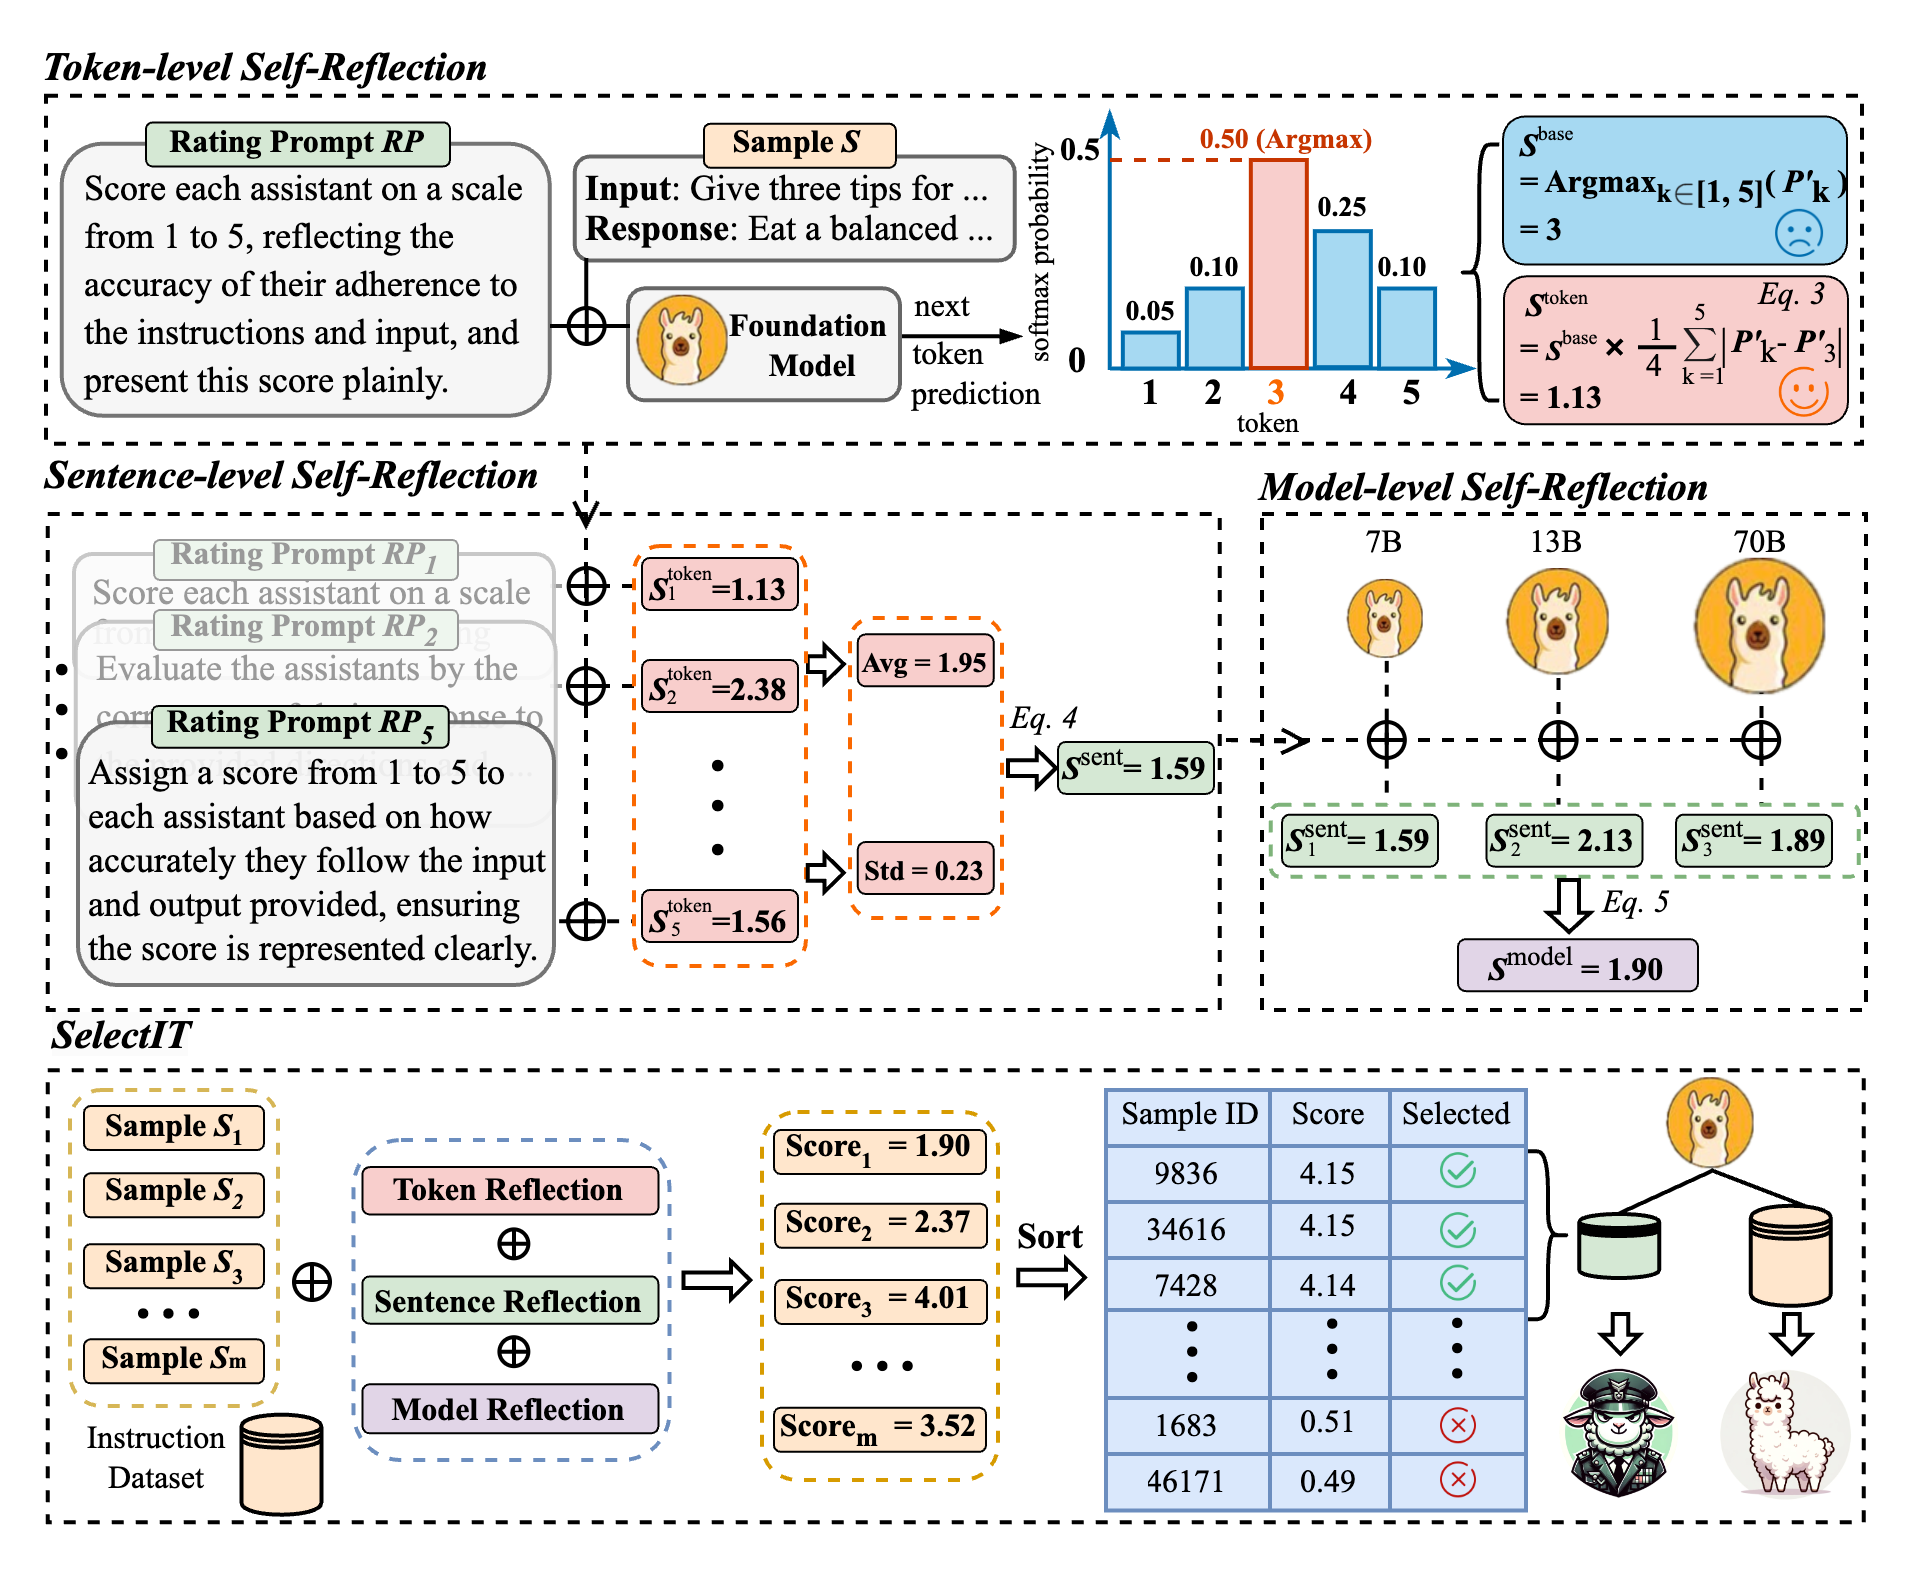 Token-level Self-Reflection
Rating Prompt RP
Score each assistant on a scale
from 1 to 5, reflecting the
accuracy of their adherence to
the instructions and input, and
present this score plainly.
Sample S
Input: Give three tips for ...
Response: Eat a balanced ...
Foundation
Model
next
token
prediction
softmax probability
0.5
0
0.50 (Argmax)
0.05
0.10
0.25
0.10
1 2 3 4 5
token
S^base
= Argmax_k∈[1, 5](P'_k)
= 3
Eq. 3
S^token
= S^base × 1/4 ∑_{k=1}^{5} |P'_k - P'_3|
= 1.13
Sentence-level Self-Reflection
Rating Prompt RP_1
Score each assistant on a scale
Rating Prompt RP_2
Evaluate the assistants by the
Rating Prompt RP_5
Assign a score from 1 to 5 to
each assistant based on how
accurately they follow the input
and output provided, ensuring
the score is represented clearly.
S_1^token=1.13
S_2^token=2.38
S_5^token=1.56
Avg = 1.95
Std = 0.23
Eq. 4
S^sent= 1.59
Model-level Self-Reflection
7B 13B 70B
S_1^sent= 1.59
S_2^sent= 2.13
S_3^sent= 1.89
Eq. 5
S^model = 1.90
SelectIT
Sample S_1
Sample S_2
Sample S_3
...
Sample S_m
Instruction
Dataset
Token Reflection
Sentence Reflection
Model Reflection
Score_1 = 1.90
Score_2 = 2.37
Score_3 = 4.01
...
Score_m = 3.52
Sort
Sample ID Score Selected
9836 4.15
34616 4.15
7428 4.14
1683 0.51
46171 0.49